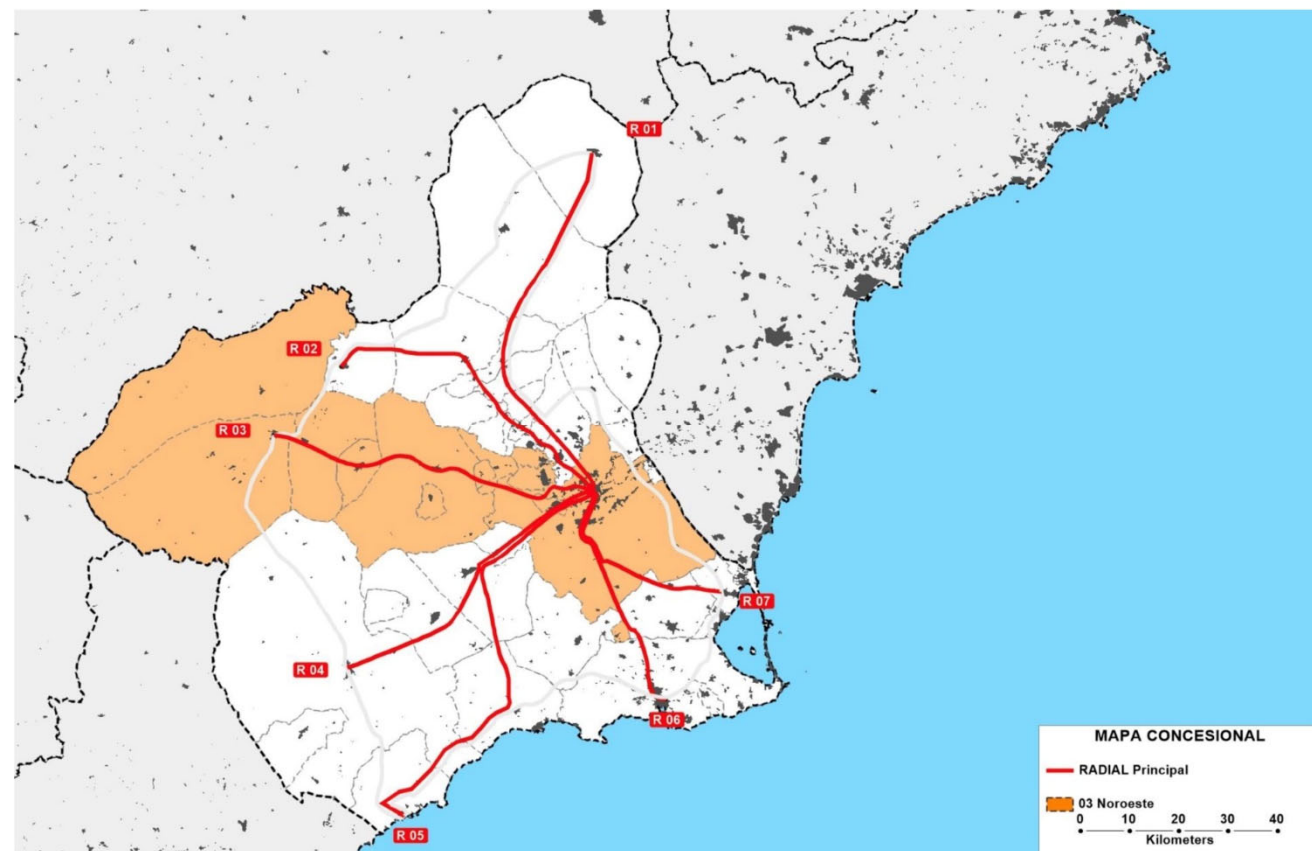 R 01
R 02
R 03
R 07
R 04
R 06
R 05
MAPA CONCESIONAL
RADIAL Principal
03 Noroeste
0 10 20 30 40
Kilometers